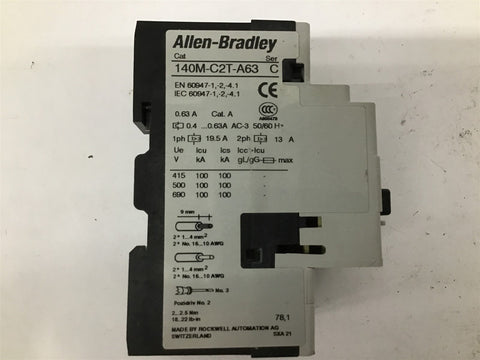 Allen-Bradley
Cat Ser
140M-C2T-A63 C
EN 60947-1,-2,-4.1
IEC 60947-1,-2,-4.1
CE
CCC
0.63 A Cat. A
0.4 ...0.63A AC-3 50/60 Hz
1ph 19.5 A 2ph 13 A
Ue Icu Ics Icc>Icu
V kA kA gL/gG max
415 100 100 -
500 100 100 -
690 100 100 -
9 mm
2* 1...4 mm²
2* No. 16...10 AWG
2* 1...4 mm²
2* No. 16...10 AWG
No. 3
Pozidriv No. 2
2...2.5 Nm
18...22 lb-in
78,1
MADE BY ROCKWELL AUTOMATION AG
SWITZERLAND SXA 21